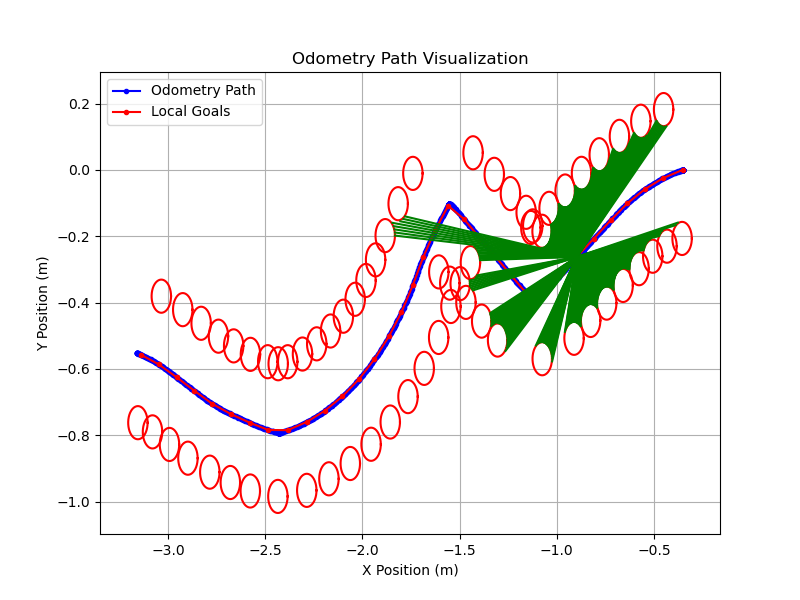 Odometry Path Visualization
Odometry Path
Local Goals
0.2
0.0
−0.2
−0.4
−0.6
−0.8
−1.0
Y Position (m)
−3.0
−2.5
−2.0
−1.5
−1.0
−0.5
X Position (m)